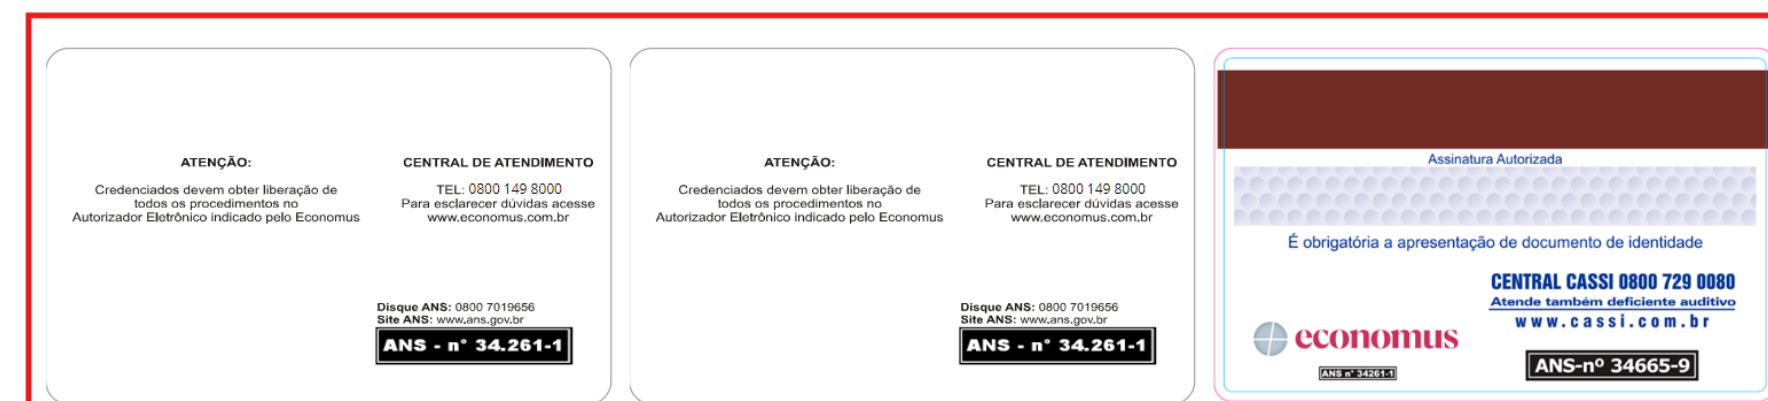 ATENÇÃO:
Credenciados devem obter liberação de
todos os procedimentos no
Autorizador Eletrônico indicado pelo Economus
CENTRAL DE ATENDIMENTO
TEL: 0800 149 8000
Para esclarecer dúvidas acesse
www.economus.com.br
Disque ANS: 0800 7019656
Site ANS: www.ans.gov.br
ANS - n° 34.261-1
ATENÇÃO:
Credenciados devem obter liberação de
todos os procedimentos no
Autorizador Eletrônico indicado pelo Economus
CENTRAL DE ATENDIMENTO
TEL: 0800 149 8000
Para esclarecer dúvidas acesse
www.economus.com.br
Disque ANS: 0800 7019656
Site ANS: www.ans.gov.br
ANS - n° 34.261-1
Assinatura Autorizada
É obrigatória a apresentação de documento de identidade
CENTRAL CASSI 0800 729 0080
Atende também deficiente auditivo
www.cassi.com.br
economus
ANS n° 34261-1
ANS-nº 34665-9